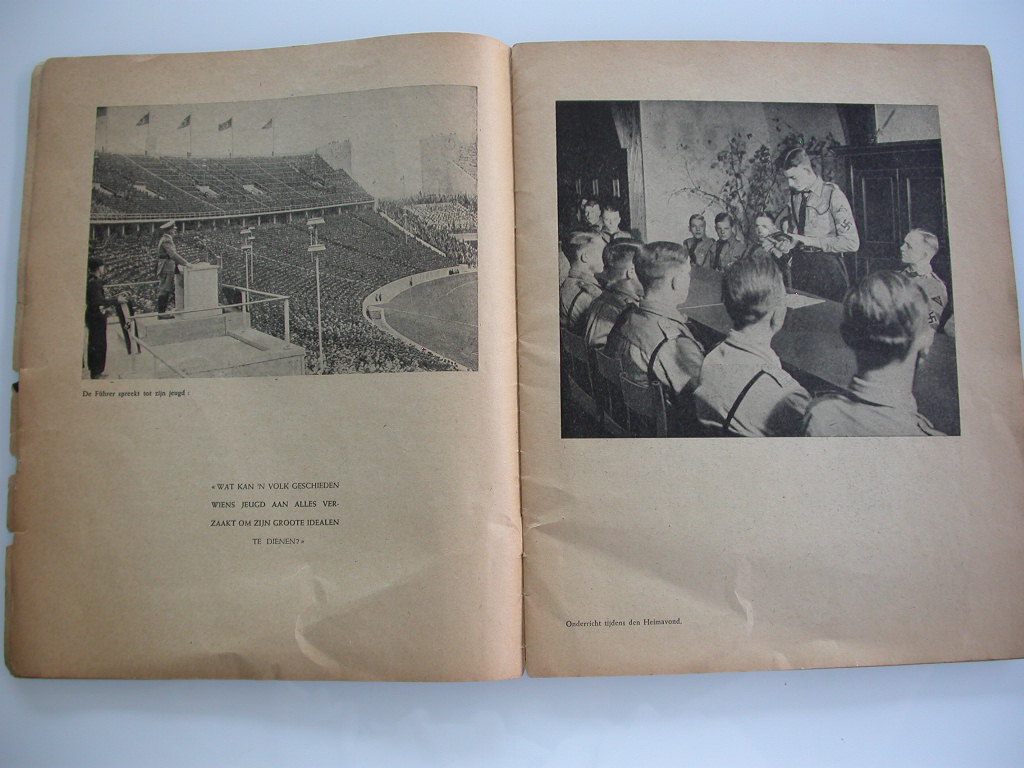 De Führer spreekt tot zijn jeugd :
« WAT KAN 'N VOLK GESCHIEDEN
WIENS JEUGD AAN ALLES VER-
ZAAKT OM ZIJN GROOTE IDEALEN
TE DIENEN? »
Onderricht tijdens den Heimavond.